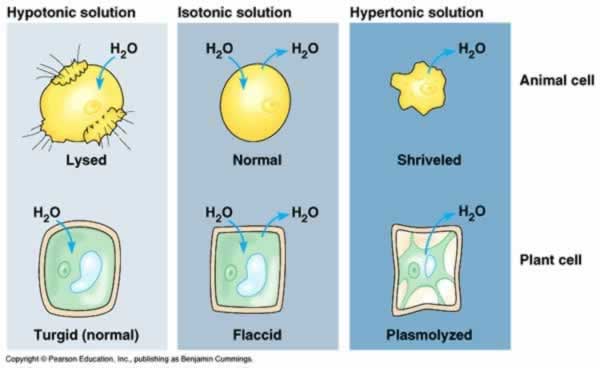 Hypotonic solution
Isotonic solution
Hypertonic solution
H₂O
H₂O
H₂O
H₂O
Animal cell
Lysed
Normal
Shriveled
H₂O
H₂O
H₂O
H₂O
Plant cell
Turgid (normal)
Flaccid
Plasmolyzed
Copyright © Pearson Education, Inc., publishing as Benjamin Cummings.